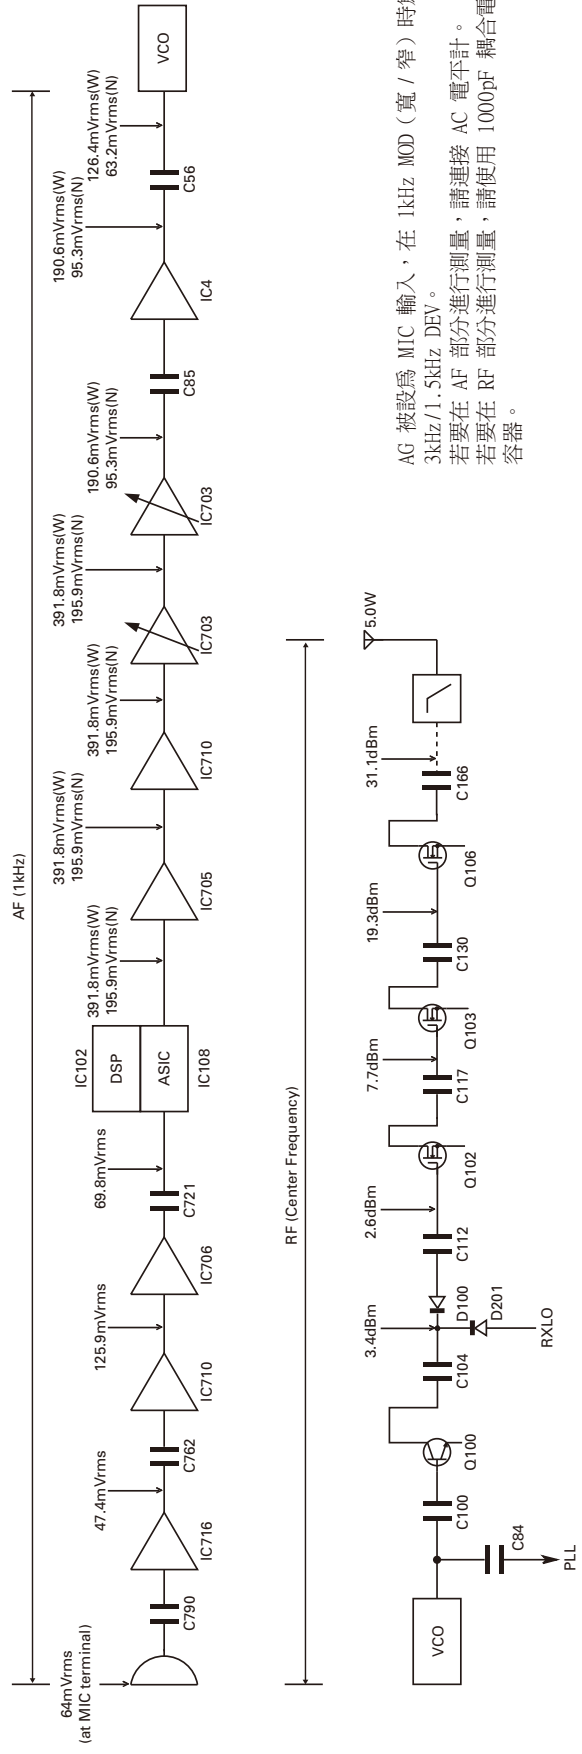 AF (1kHz)
64mVrms
(at MIC terminal)
47.4mVrms
125.9mVrms
69.8mVrms
391.8mVrms(W)
195.9mVrms(N)
391.8mVrms(W)
195.9mVrms(N)
391.8mVrms(W)
195.9mVrms(N)
391.8mVrms(W)
195.9mVrms(N)
190.6mVrms(W)
95.3mVrms(N)
190.6mVrms(W)
95.3mVrms(N)
126.4mVrms(W)
63.2mVrms(N)
IC102
DSP
ASIC
IC108
VCO
C790
IC716
C762
IC710
IC706
C721
IC705
IC710
IC703
IC703
C85
IC4
C56
RF (Center Frequency)
3.4dBm
2.6dBm
7.7dBm
19.3dBm
31.1dBm
5.0W
VCO
C84
PLL
C100
Q100
C104
D100
D201
RXLO
C112
Q102
C117
Q103
C130
Q106
C166
AG 被設爲 MIC 輸入，在 1kHz MOD（寬 / 窄）時
3kHz/1.5kHz DEV。
若要在 AF 部分進行測量，請連接 AC 電平計。
若要在 RF 部分進行測量，請使用 1000pF 耦合電
容器。